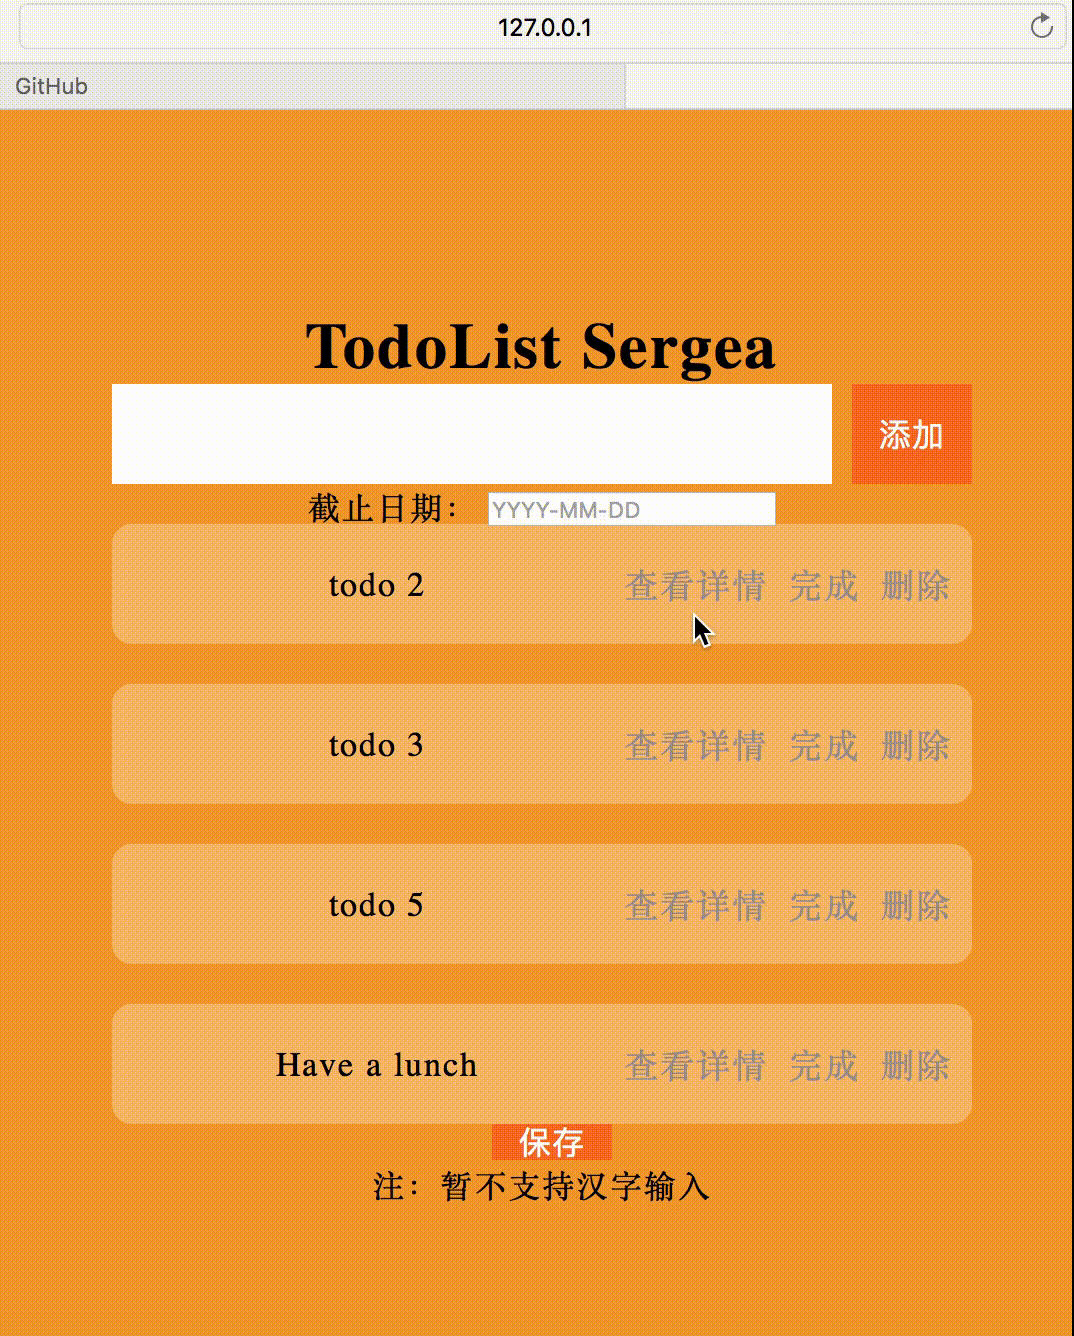 127.0.0.1
GitHub
TodoList Sergea
添加
截止日期： YYYY-MM-DD
todo 2 查看详情 完成 删除
todo 3 查看详情 完成 删除
todo 5 查看详情 完成 删除
Have a lunch 查看详情 完成 删除
保存
注：暂不支持汉字输入